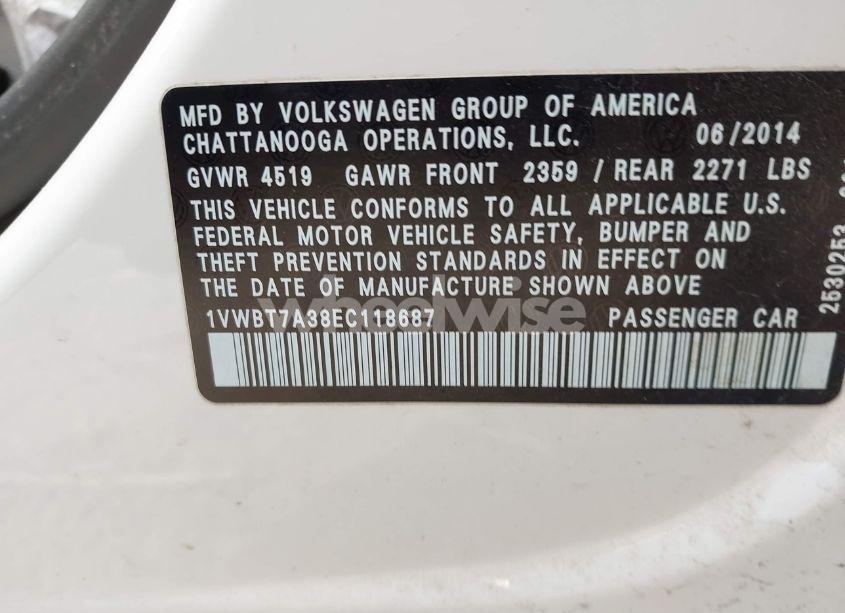 MFD BY VOLKSWAGEN GROUP OF AMERICA
CHATTANOOGA OPERATIONS, LLC. 06/2014
GVWR 4519 GAWR FRONT 2359 / REAR 2271 LBS
THIS VEHICLE CONFORMS TO ALL APPLICABLE U.S.
FEDERAL MOTOR VEHICLE SAFETY, BUMPER AND
THEFT PREVENTION STANDARDS IN EFFECT ON
THE DATE OF MANUFACTURE SHOWN ABOVE
1VWBT7A38EC118687 PASSENGER CAR
2530253
wheelwise